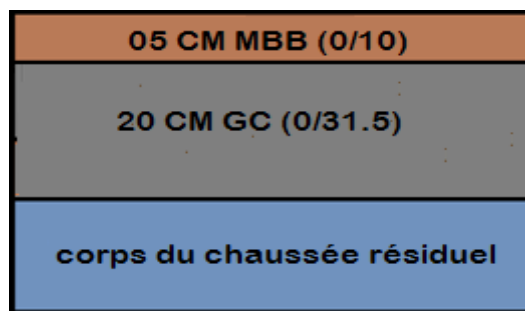 05 CM MBB (0/10)
20 CM GC (0/31.5)
corps du chaussée résiduel